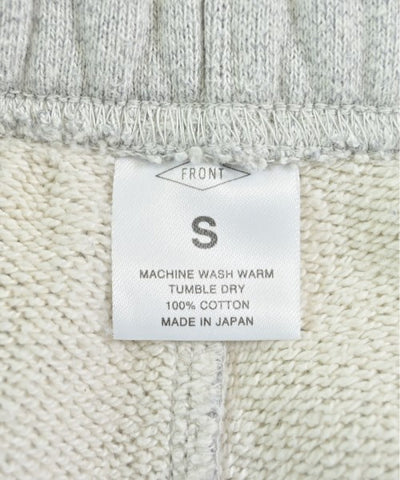 FRONT
S
MACHINE WASH WARM
TUMBLE DRY
100% COTTON
MADE IN JAPAN